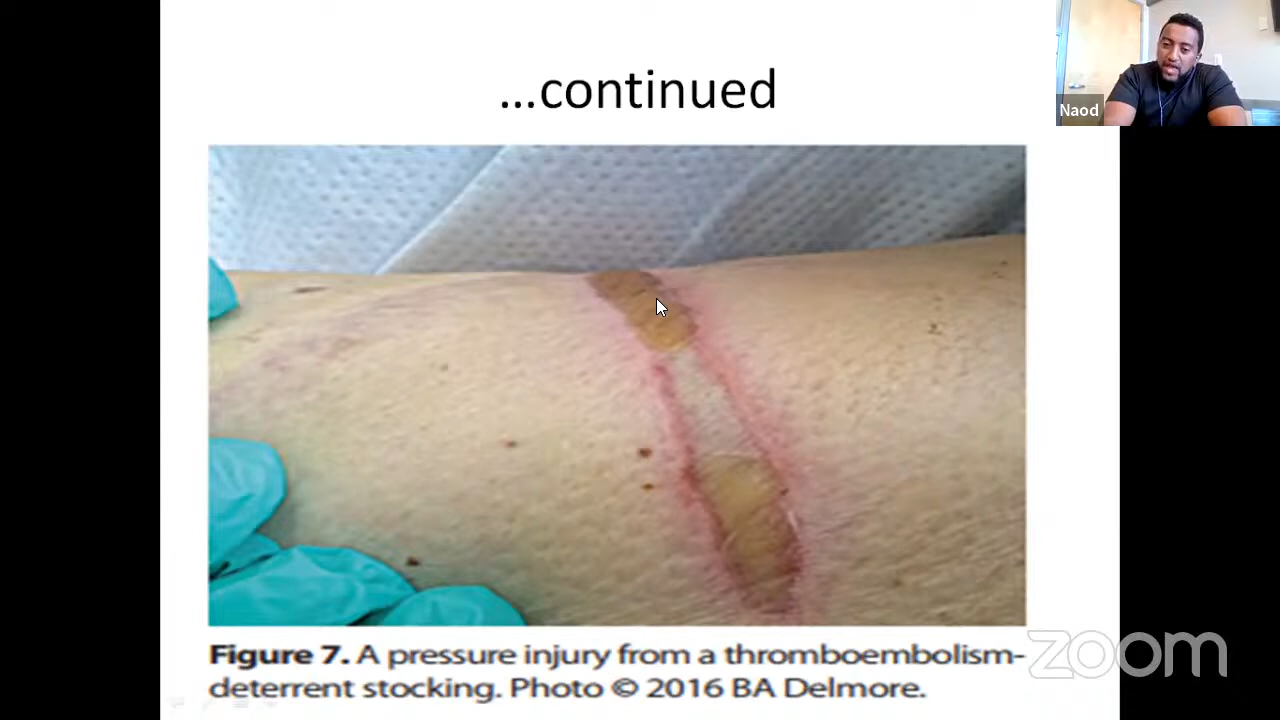 ...continued
Naod
Figure 7. A pressure injury from a thromboembolism-
deterrent stocking. Photo © 2016 BA Delmore.
zoom